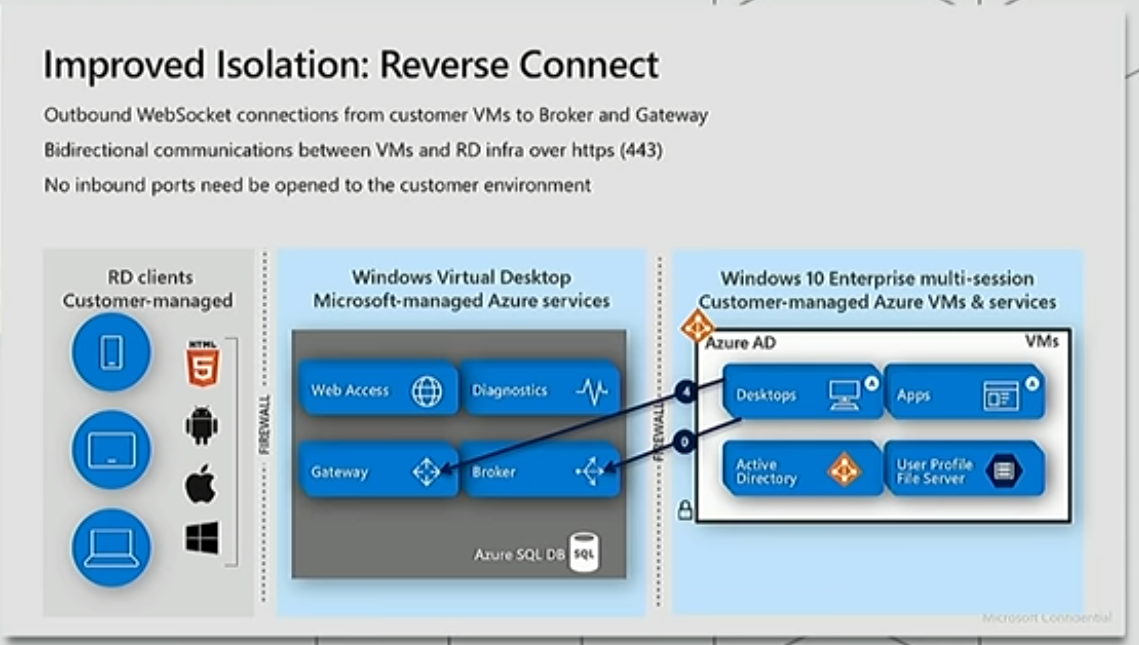 Improved Isolation: Reverse Connect
Outbound WebSocket connections from customer VMs to Broker and Gateway
Bidirectional communications between VMs and RD infra over https (443)
No inbound ports need be opened to the customer environment
RD clients
Customer-managed
HTML
5
FIREWALL
Windows Virtual Desktop
Microsoft-managed Azure services
Web Access
Diagnostics
Gateway
Broker
Azure SQL DB
SQL
FIREWALL
4
0
Windows 10 Enterprise multi-session
Customer-managed Azure VMs & services
Azure AD
VMs
Desktops
A
Apps
A
Active
Directory
User Profile
File Server
Microsoft Confidential